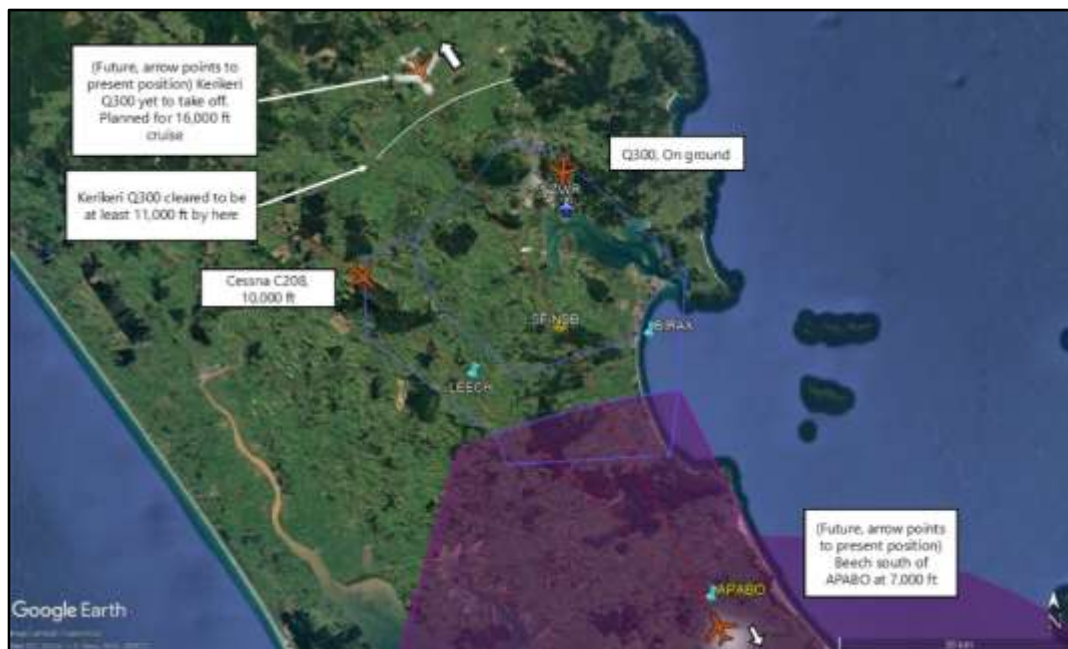 (Future, arrow points
to present position) Kerikeri
Q300 yet to take off.
Planned for 16,000 ft
cruise
Q300, On ground
NZWR
Kerikeri Q300 cleared to be
at least 11,000 ft by here
Cessna C208,
10,000 ft
LEECH
APABO
(Future, arrow points
to present position)
Beech south of
APABO at 7,000 ft
Google Earth
N